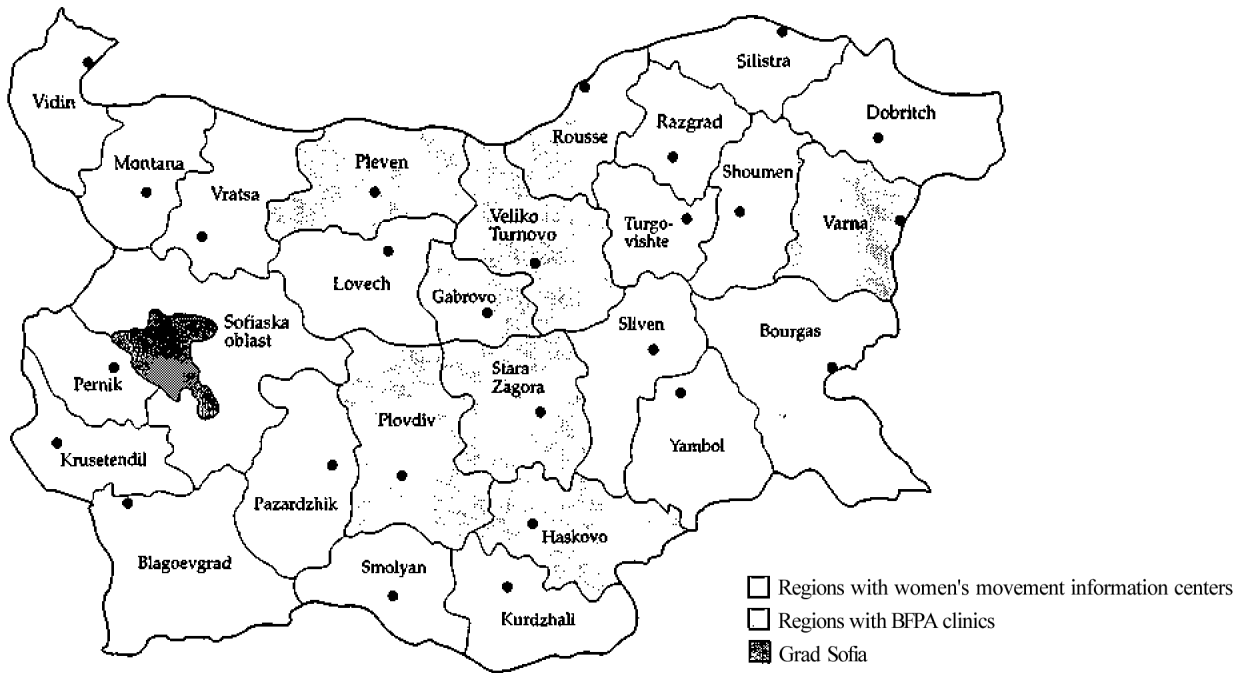 Silistra
Vidin
Dobritch
Rousse
Razgrad
Montana
Pleven
Shoumen
Vratsa
Veliko
Turnovo
Turgo-
vishte
Varna
Lovech
Gabrovo
Sofiaska
oblast
Sliven
Bourgas
Pernik
Stara
Zagora
Plovdiv
Yambol
Krusetendil
Pazardzhik
Haskovo
Blagoevgrad
Smolyan
Kurdzhali
Regions with women's movement information centers
Regions with BFPA clinics
Grad Sofia